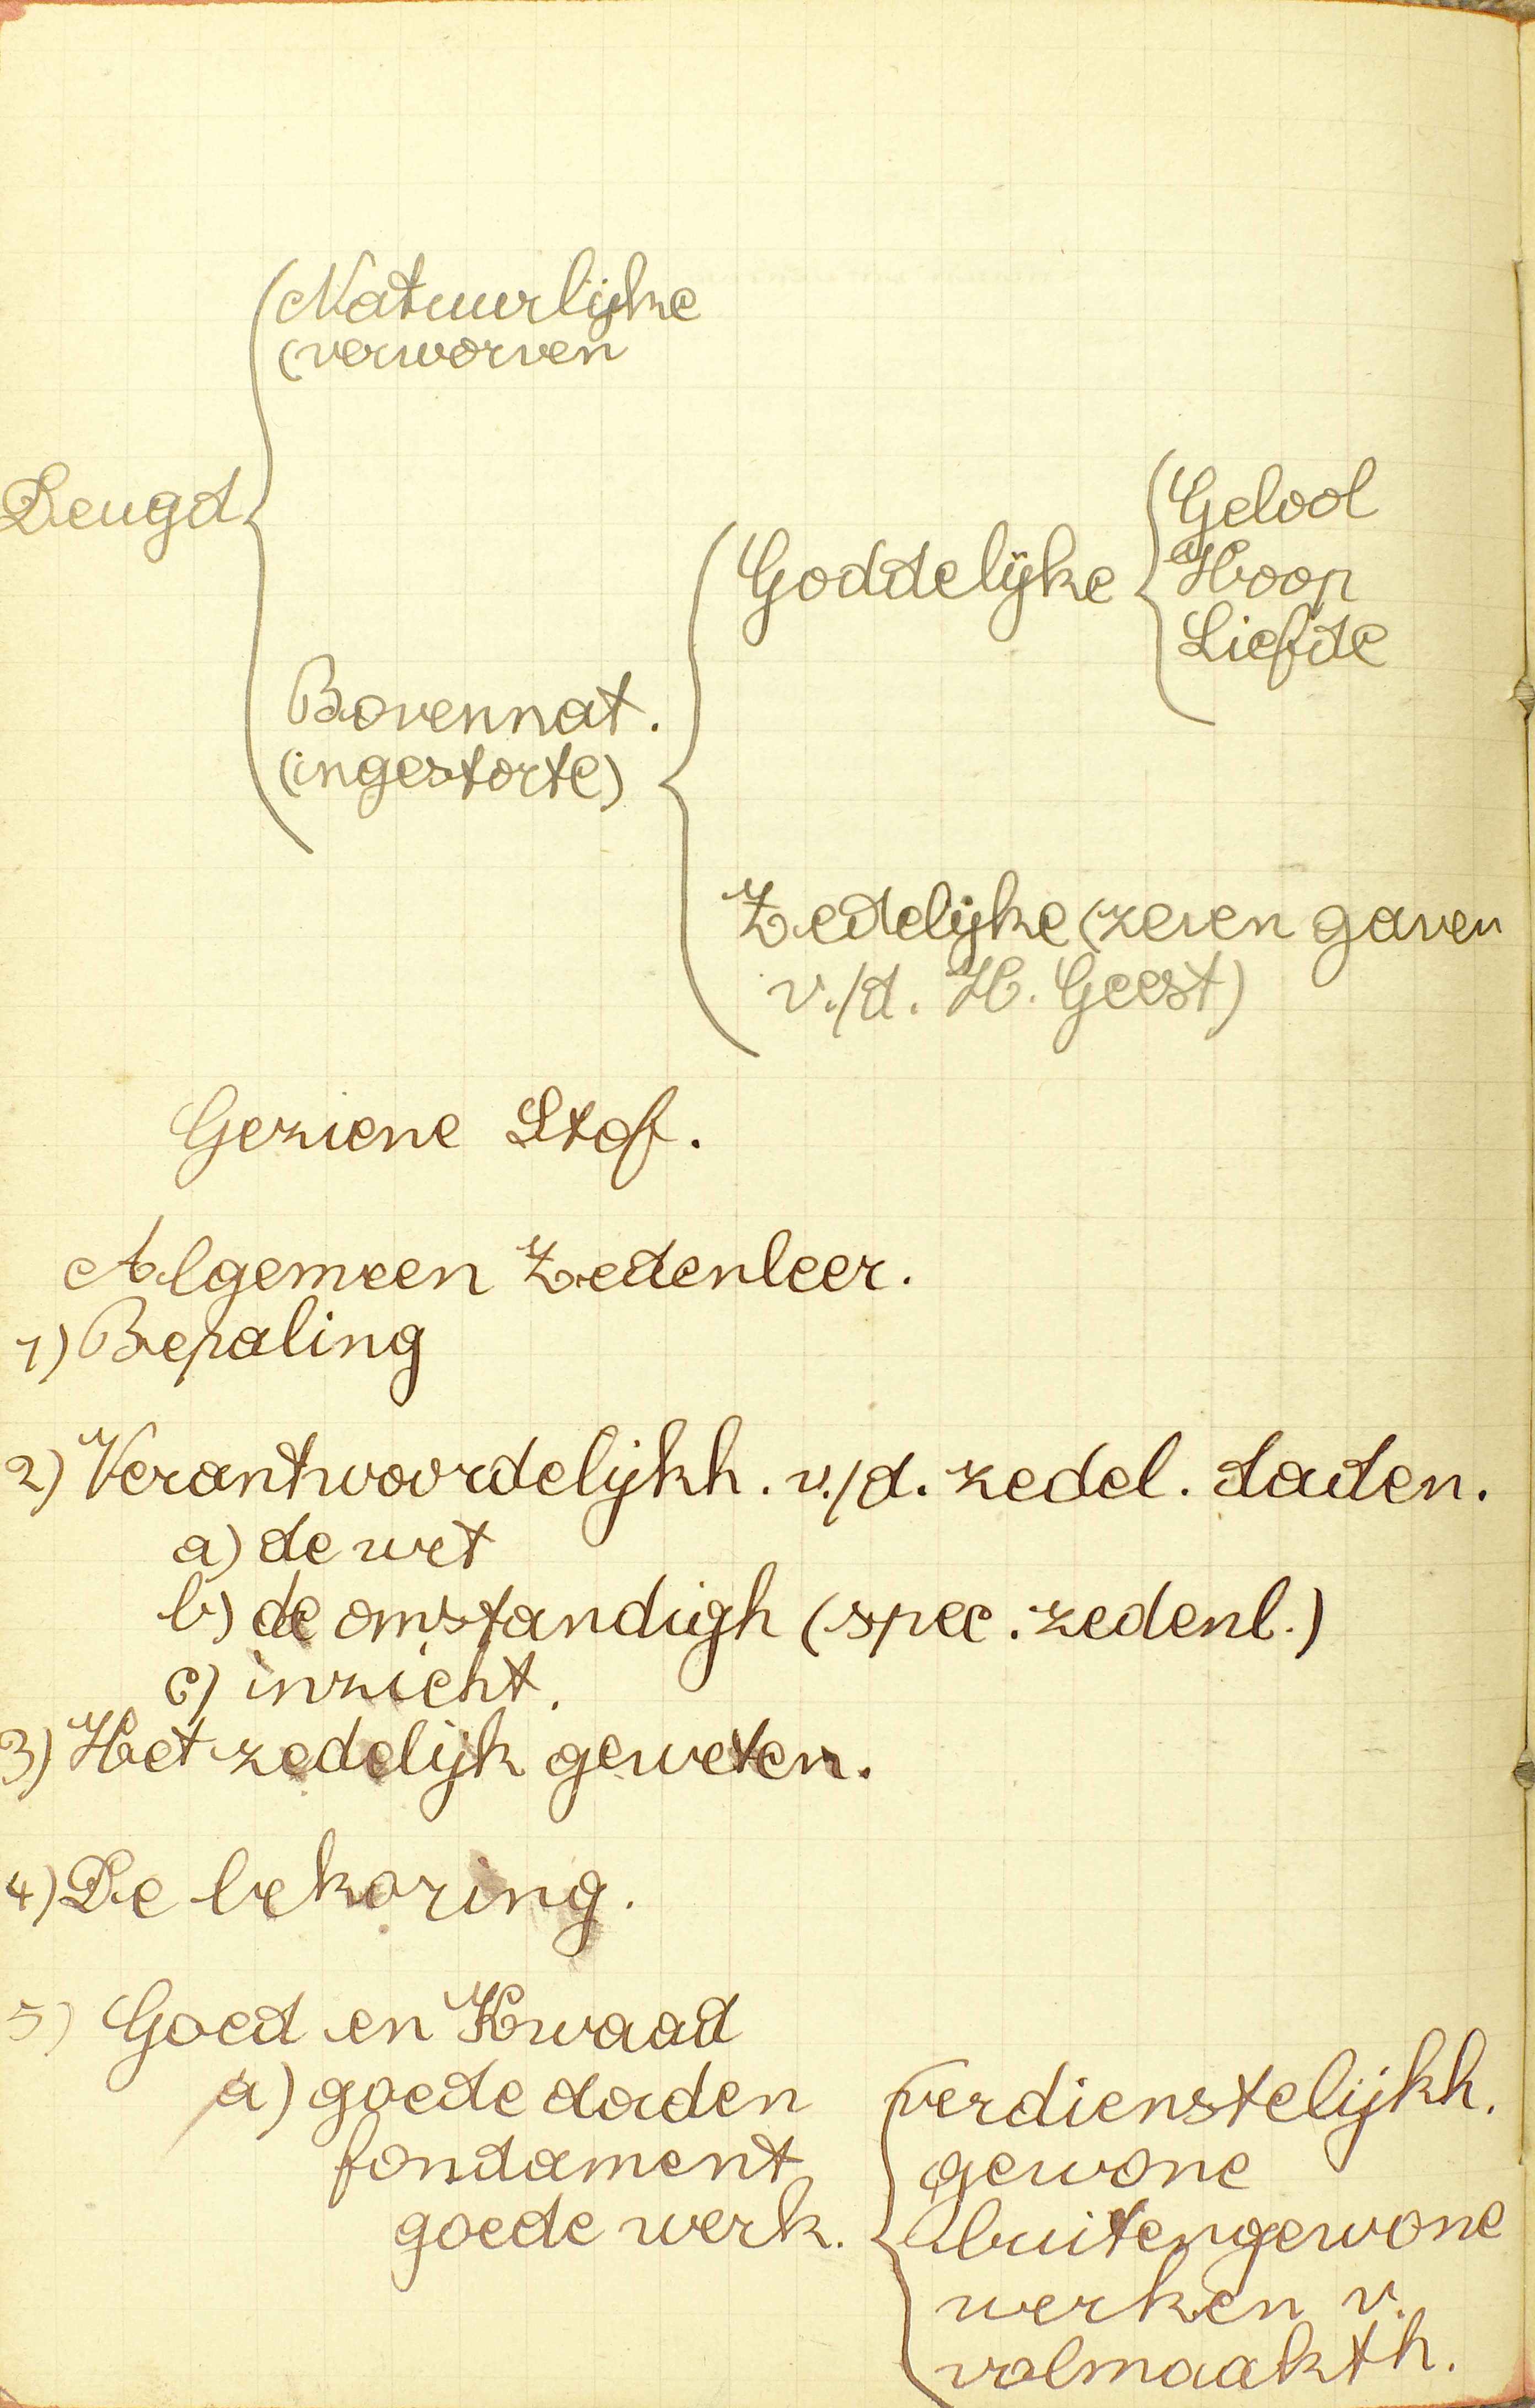 Natuurlijke
(verworven
Deugd
Geloof
Goddelijke
Hoop
Liefde
Bovennat.
(ingestorte)
Zedelijke (zeven gaven
v./d. H. Geest)
Geziene Stof.
Algemeen Zedenleer.
1) Bepaling
2) Verantwoordelijkh. v./d. zedel. daden.
a) de wet
b) de omstandigh (spec. zedenl.)
c) inzicht.
3) Het zedelijk geweten.
4) De bekoring.
5) Goed en Kwaad
a) goede daden
verdienstelijkh.
fondament
gewone
goede werk.
buitengewone
werken v.
volmaakth.